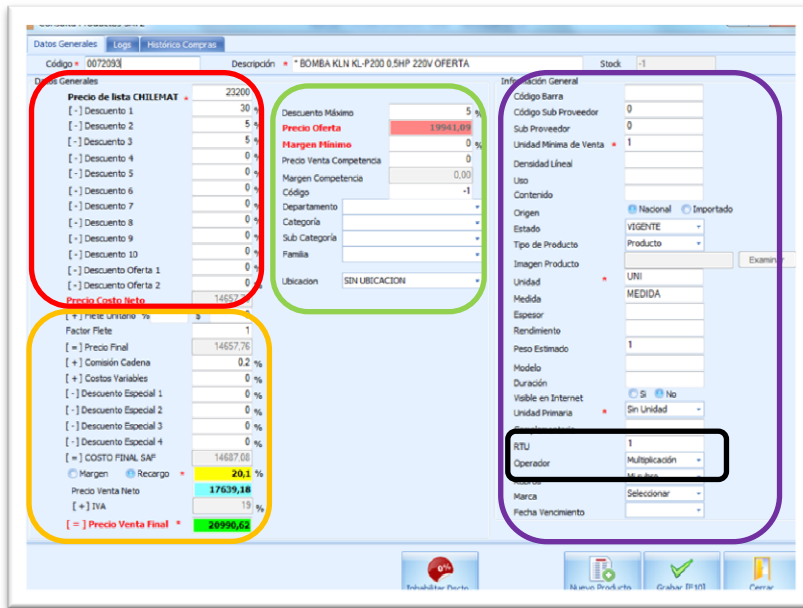 Datos Generales Logs Histórico Compras
Código * 0072093 Descripción * * BOMBA KLN KL-P200 0,5HP 220V OFERTA Stock -1
Datos Generales
Precio de lista CHILEMAT * 23200
[ - ] Descuento 1 30 %
[ - ] Descuento 2 5 %
[ - ] Descuento 3 5 %
[ - ] Descuento 4 0 %
[ - ] Descuento 5 0 %
[ - ] Descuento 6 0 %
[ - ] Descuento 7 0 %
[ - ] Descuento 8 0 %
[ - ] Descuento 9 0 %
[ - ] Descuento 10 0 %
[ - ] Descuento Oferta 1 0 %
[ - ] Descuento Oferta 2 0 %
Precio Costo Neto 14657,76
[ + ] Flete Unitario % $
Factor Flete 1
[ = ] Precio Final 14657,76
[ + ] Comisión Cadena 0,2 %
[ + ] Costos Variables 0 %
[ - ] Descuento Especial 1 0 %
[ - ] Descuento Especial 2 0 %
[ - ] Descuento Especial 3 0 %
[ - ] Descuento Especial 4 0 %
[ = ] COSTO FINAL SAF 14687,08
Margen Recargo * 20,1 %
Precio Venta Neto 17639,18
[ + ] IVA 19 %
[ = ] Precio Venta Final * 20990,62
Descuento Máximo 5 %
Precio Oferta 19941,09
Margen Mínimo 0 %
Precio Venta Competencia 0
Margen Competencia 0,00
Código -1
Departamento
Categoría
Sub Categoría
Familia
Ubicacion SIN UBICACION
Información General
Código Barra
Código Sub Proveedor 0
Sub Proveedor 0
Unidad Mínima de Venta * 1
Densidad Líneal
Uso
Contenido
Origen Nacional Importado
Estado VIGENTE
Tipo de Producto Producto
Imagen Producto Examinar
Unidad * UNI
Medida MEDIDA
Espesor
Rendimiento
Peso Estimado 1
Modelo
Duración
Visible en Internet Si No
Unidad Primaria * Sin Unidad
RTU 1
Operador Multiplicación
Marca Seleccionar
Fecha Vencimiento
0%
Inhabilitar Dscto Nuevo Producto Grabar [F10] Cerrar